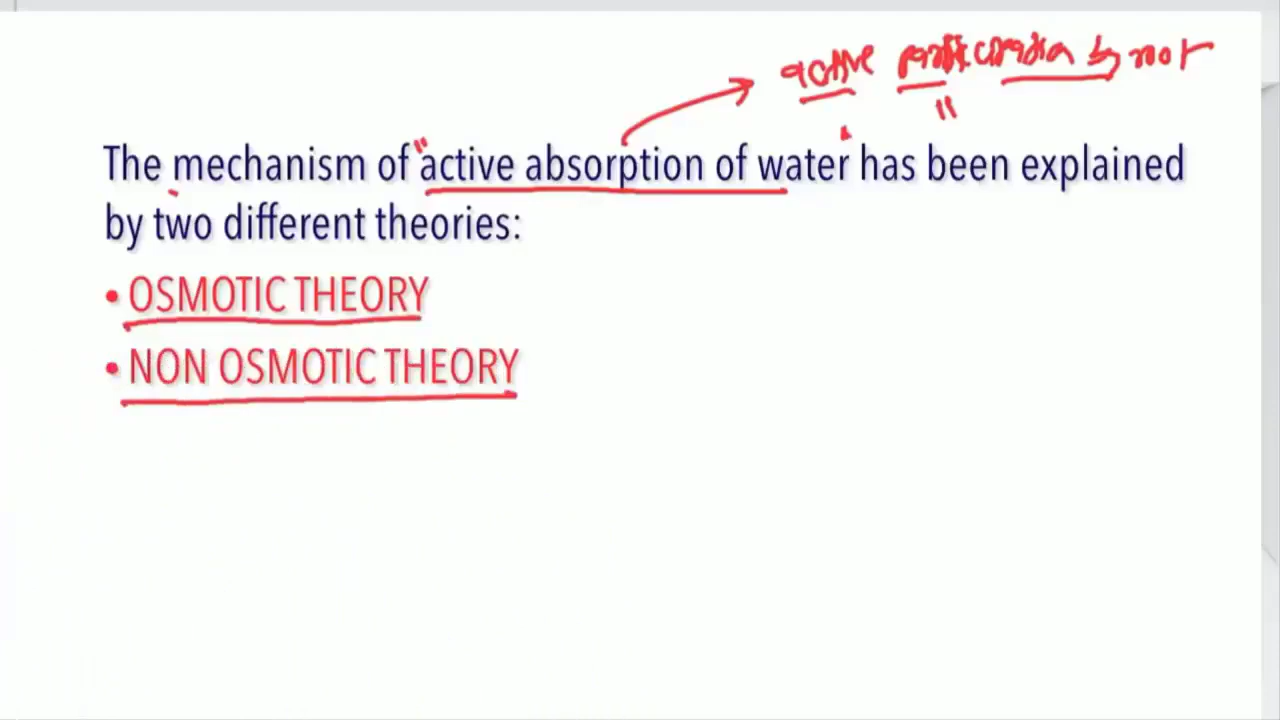 active participation by root
The mechanism of "active absorption of water has been explained
by two different theories:
• OSMOTIC THEORY
• NON OSMOTIC THEORY